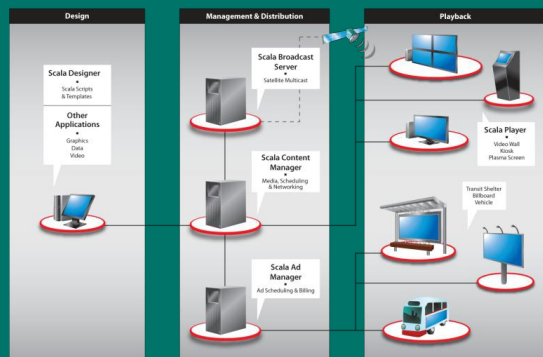 Design
Management & Distribution
Playback
Scala Designer
Scala Scripts
& Templates
Other
Applications
Graphics
Data
Video
Scala Broadcast
Server
Satellite Multicast
Scala Content
Manager
Media, Scheduling
& Networking
Scala Ad
Manager
Ad Scheduling & Billing
Scala Player
Video Wall
Kiosk
Plasma Screen
Transit Shelter
Billboard
Vehicle